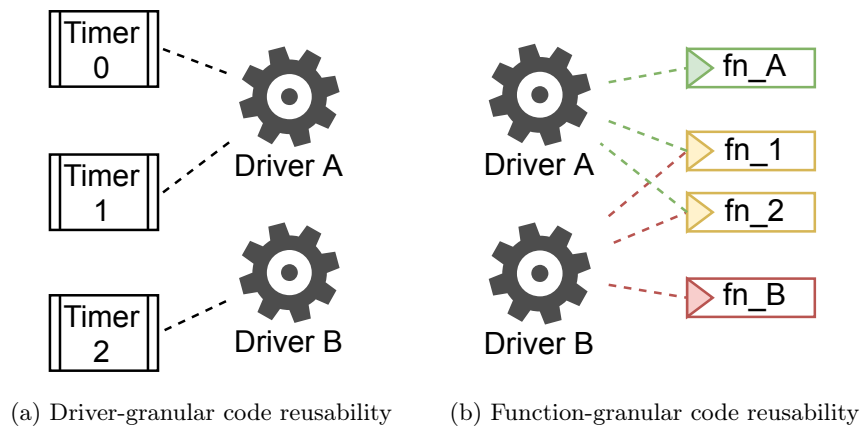 Timer
0
Timer
1
Timer
2
Driver A
Driver B
Driver A
Driver B
fn_A
fn_1
fn_2
fn_B
(a) Driver-granular code reusability
(b) Function-granular code reusability